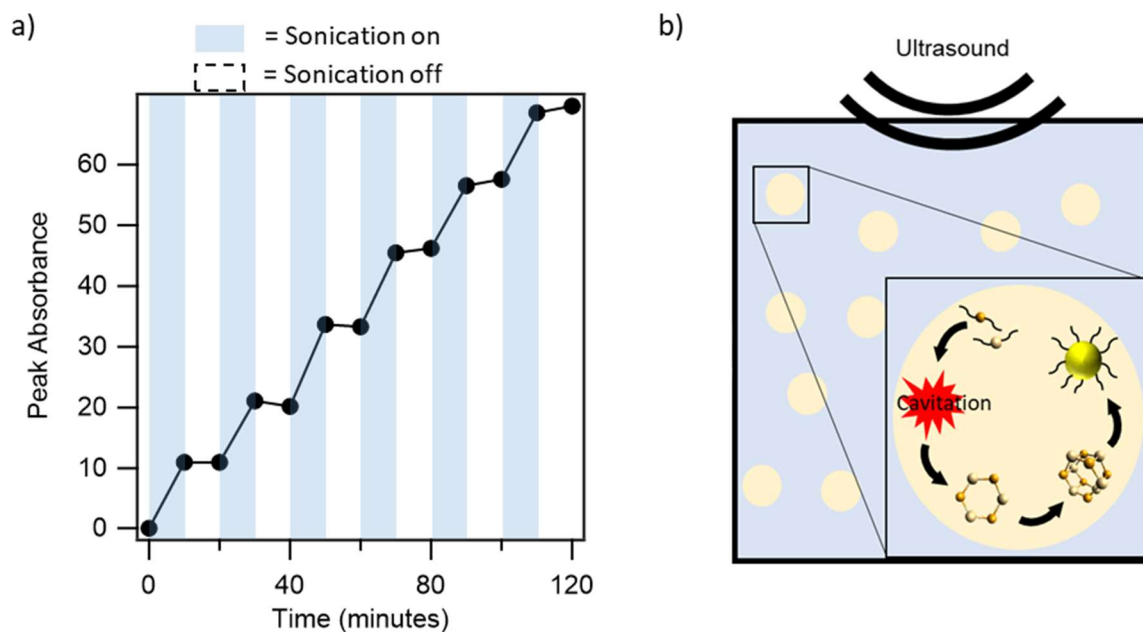 a)
= Sonication on
= Sonication off
Peak Absorbance
60
50
40
30
20
10
0
0
40
80
120
Time (minutes)
b)
Ultrasound
Cavitation